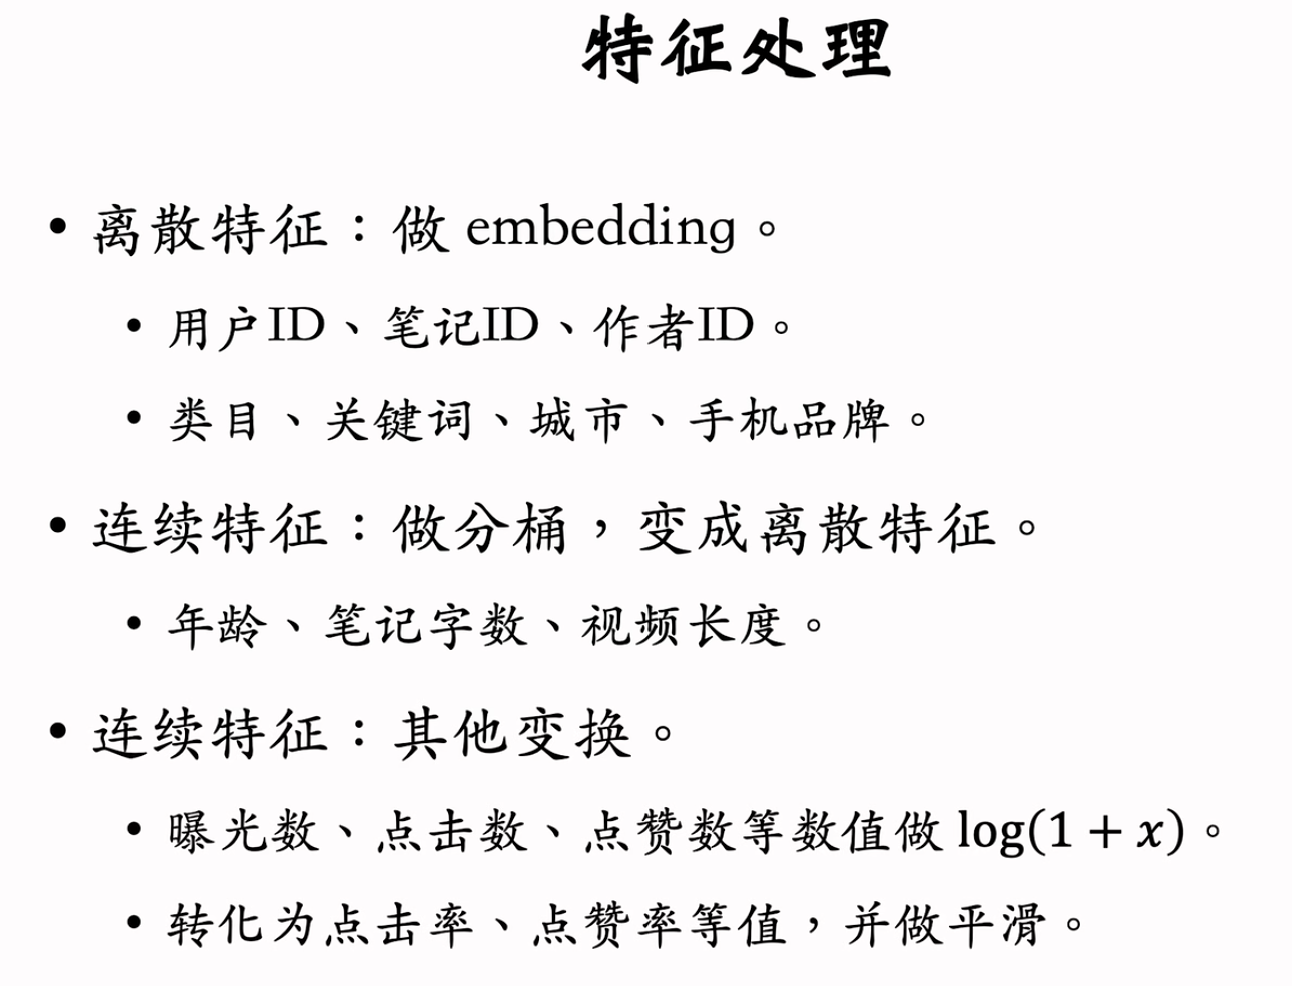 特征处理
• 离散特征：做 embedding。
• 用户ID、笔记ID、作者ID。
• 类目、关键词、城市、手机品牌。
• 连续特征：做分桶，变成离散特征。
• 年龄、笔记字数、视频长度。
• 连续特征：其他变换。
• 曝光数、点击数、点赞数等数值做 log(1 + x)。
• 转化为点击率、点赞率等值，并做平滑。